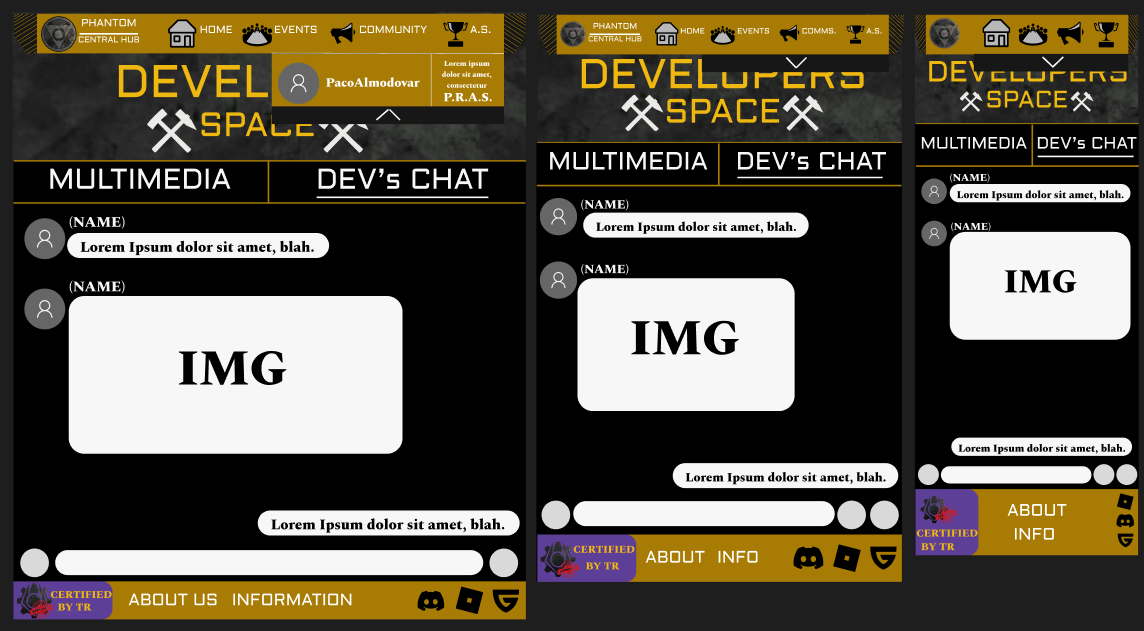 PHANTOM
CENTRAL HUB
HOME
EVENTS
COMMUNITY
A.S.
PacoAlmodovar
Lorem ipsum
dolor sit amet,
consectetur
P.R.A.S.
SPACE
MULTIMEDIA
DEV's CHAT
(NAME)
Lorem Ipsum dolor sit amet, blah.
(NAME)
IMG
Lorem Ipsum dolor sit amet, blah.
CERTIFIED
BY TR
ABOUT US
INFORMATION
PHANTOM
CENTRAL HUB
HOME
EVENTS
COMMS.
A.S.
DEVELOPERS
SPACE
MULTIMEDIA
DEV's CHAT
(NAME)
Lorem Ipsum dolor sit amet, blah.
(NAME)
IMG
Lorem Ipsum dolor sit amet, blah.
CERTIFIED
BY TR
ABOUT
INFO
DEVELOPERS
SPACE
MULTIMEDIA
DEV's CHAT
(NAME)
Lorem Ipsum dolor sit amet, blah.
(NAME)
IMG
Lorem Ipsum dolor sit amet, blah.
CERTIFIED
BY TR
ABOUT
INFO